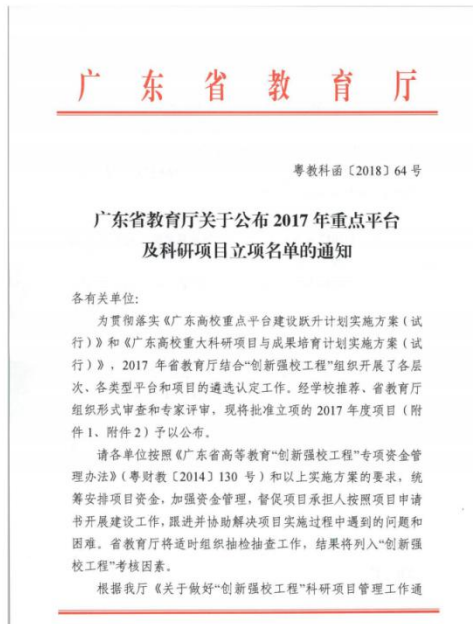 广东省教育厅
粤教科函〔2018〕64号
广东省教育厅关于公布2017年重点平台
及科研项目立项名单的通知
各有关单位:
为贯彻落实《广东高校重点平台建设跃升计划实施方案(试
行)》和《广东高校重大科研项目与成果培育计划实施方案(试
行)》，2017 年省教育厅结合“创新强校工程”组织开展了各层
次、各类型平台和项目的遴选认定工作。经学校推荐、省教育厅
组织形式审查和专家评审，现将批准立项的 2017 年度项目(附
件1、附件2)予以公布。
请各单位按照《广东省高等教育“创新强校工程”专项资金管
理办法》(粤财教〔2014〕130 号)和以上实施方案的要求，统
筹安排项目资金，加强资金管理，督促项目承担人按照项目申请
书开展建设工作，跟进并协助解决项目实施过程中遇到的问题和
困难。省教育厅将适时组织抽检抽查工作，结果将列入“创新强
校工程”考核因素。
根据我厅《关于做好“创新强校工程”科研项目管理工作通